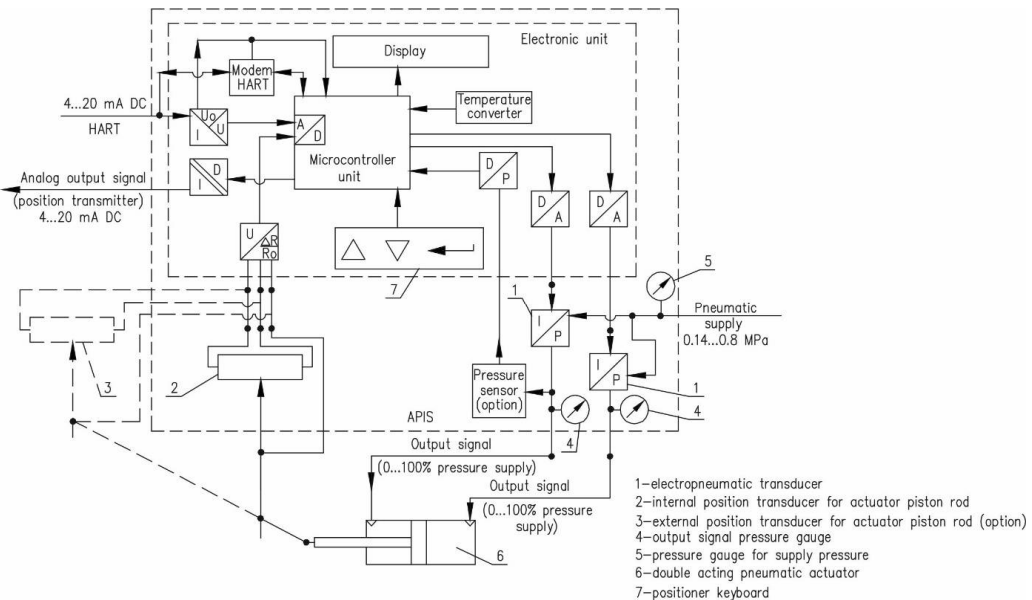 Electronic unit
Display
Modem
HART
4...20 mA DC
HART
Uo
U
I
A
D
Temperature
converter
Microcontroller
unit
D
I
D
P
Analog output signal
(position transmitter)
4...20 mA DC
D
A
D
A
U
ΔR
Ro
7
5
1
I
P
Pneumatic
supply
0.14...0.8 MPa
I
P
1
3
2
Pressure
sensor
(option)
4
4
APIS
Output signal
(0...100% pressure supply)
Output signal
(0...100% pressure
supply)
6
1-electropneumatic transducer
2-internal position transducer for actuator piston rod
3-external position transducer for actuator piston rod (option)
4-output signal pressure gauge
5-pressure gauge for supply pressure
6-double acting pneumatic actuator
7-positioner keyboard